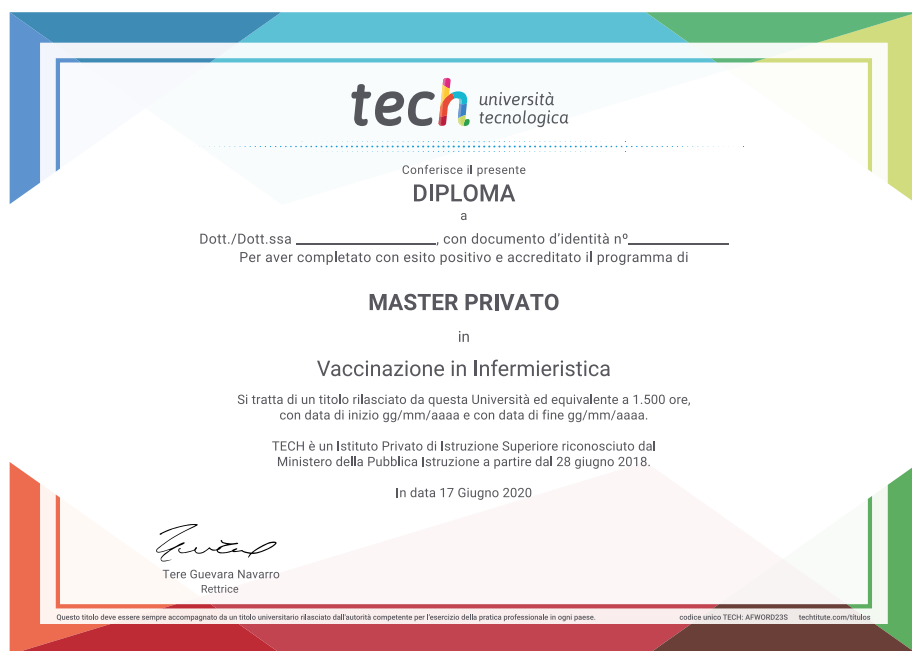 tech università
tecnologica
Conferisce il presente
DIPLOMA
a
Dott./Dott.ssa ____________________, con documento d'identità nº______________
Per aver completato con esito positivo e accreditato il programma di
MASTER PRIVATO
in
Vaccinazione in Infermieristica
Si tratta di un titolo rilasciato da questa Università ed equivalente a 1.500 ore,
con data di inizio gg/mm/aaaa e con data di fine gg/mm/aaaa.
TECH è un Istituto Privato di Istruzione Superiore riconosciuto dal
Ministero della Pubblica Istruzione a partire dal 28 giugno 2018.
In data 17 Giugno 2020
Tere Guevara Navarro
Rettrice
Questo titolo deve essere sempre accompagnato da un titolo universitario rilasciato dall'autorità competente per l'esercizio della pratica professionale in ogni paese.
codice unico TECH: AFWORD23S techtitute.com/titulos